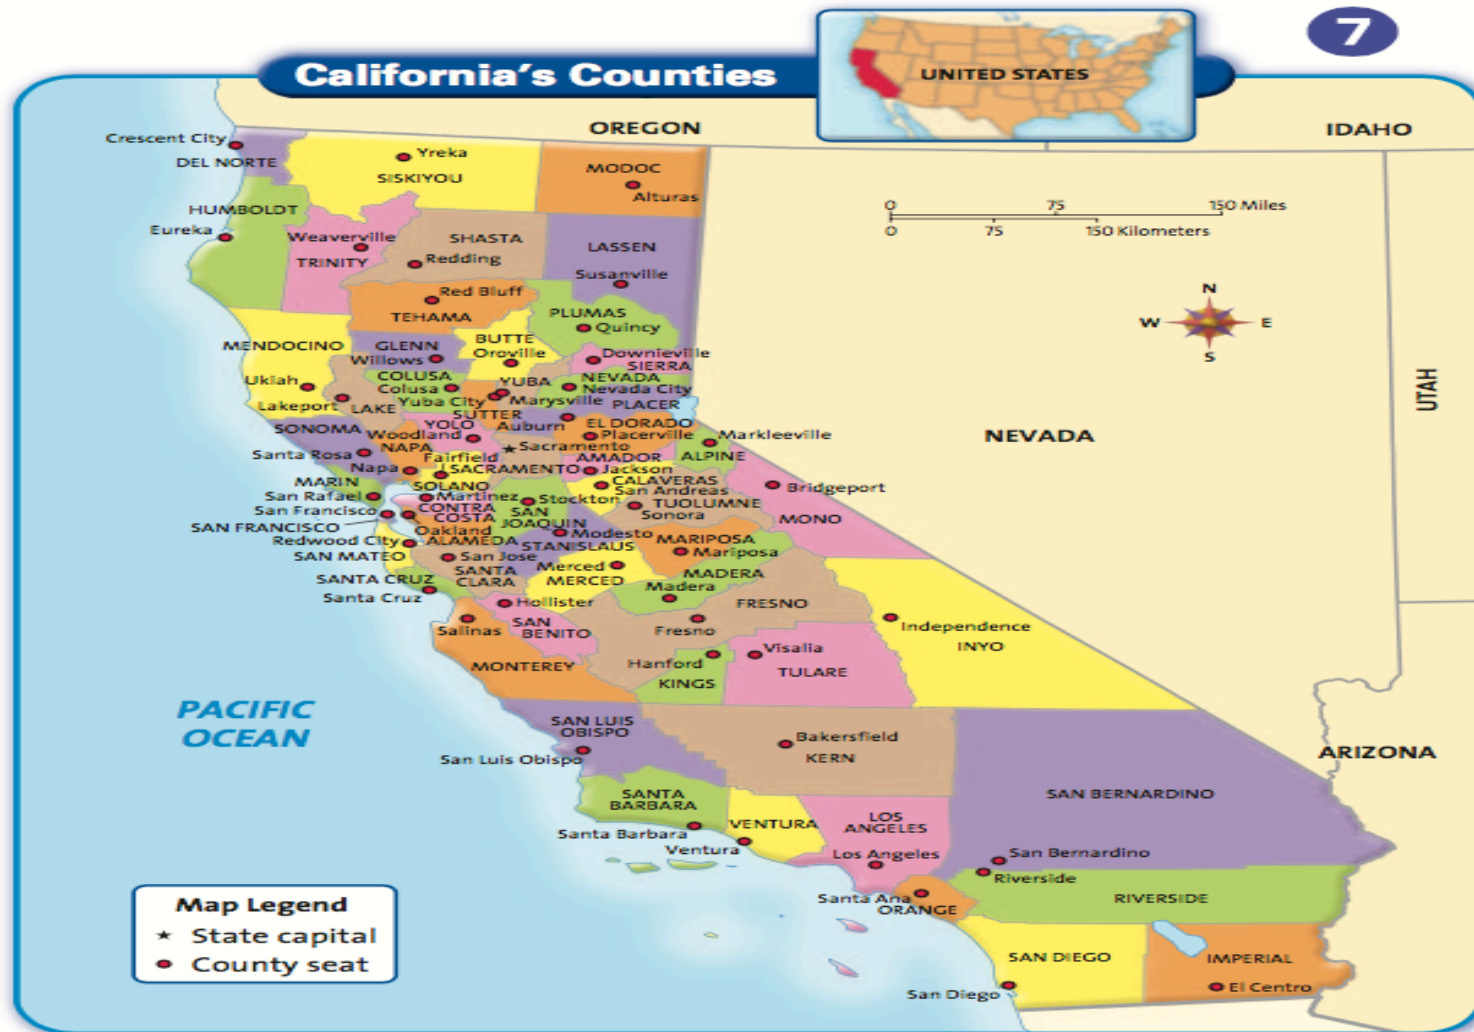 7
California's Counties
UNITED STATES
OREGON
IDAHO
Crescent City
DEL NORTE
Yreka
SISKIYOU
MODOC
Alturas
HUMBOLDT
Eureka
Weaverville
TRINITY
SHASTA
Redding
LASSEN
Susanville
0 75 150 Miles
0 75 150 Kilometers
N
W E
S
Red Bluff
TEHAMA
PLUMAS
Quincy
MENDOCINO
GLENN
Willows
BUTTE
Oroville
Downieville
SIERRA
Ukiah
COLUSA
Colusa
YUBA
NEVADA
Nevada City
Lakeport
LAKE
Yuba City
Marysville
PLACER
SUTTER
UTAH
SONOMA
YOLO
Auburn
EL DORADO
Woodland
Placerville
Markleeville
NEVADA
Santa Rosa
NAPA
Sacramento
Fairfield
AMADOR
ALPINE
Napa
SACRAMENTO
Jackson
MARIN
SOLANO
CALAVERAS
San Andreas
Bridgeport
San Rafael
Martinez
Stockton
TUOLUMNE
San Francisco
CONTRA
COSTA
SAN
JOAQUIN
Sonora
MONO
SAN FRANCISCO
Oakland
Modesto
Redwood City
ALAMEDA
STANISLAUS
MARIPOSA
Mariposa
SAN MATEO
San Jose
Merced
SANTA
CLARA
MERCED
MADERA
Madera
SANTA CRUZ
Santa Cruz
Hollister
FRESNO
Salinas
SAN
BENITO
Fresno
Independence
INYO
MONTEREY
Hanford
KINGS
Visalia
TULARE
PACIFIC
OCEAN
SAN LUIS
OBISPO
San Luis Obispo
Bakersfield
KERN
ARIZONA
SANTA
BARBARA
Santa Barbara
VENTURA
Ventura
LOS
ANGELES
Los Angeles
SAN BERNARDINO
San Bernardino
Riverside
RIVERSIDE
Santa Ana
ORANGE
SAN DIEGO
San Diego
IMPERIAL
El Centro
Map Legend
State capital
County seat